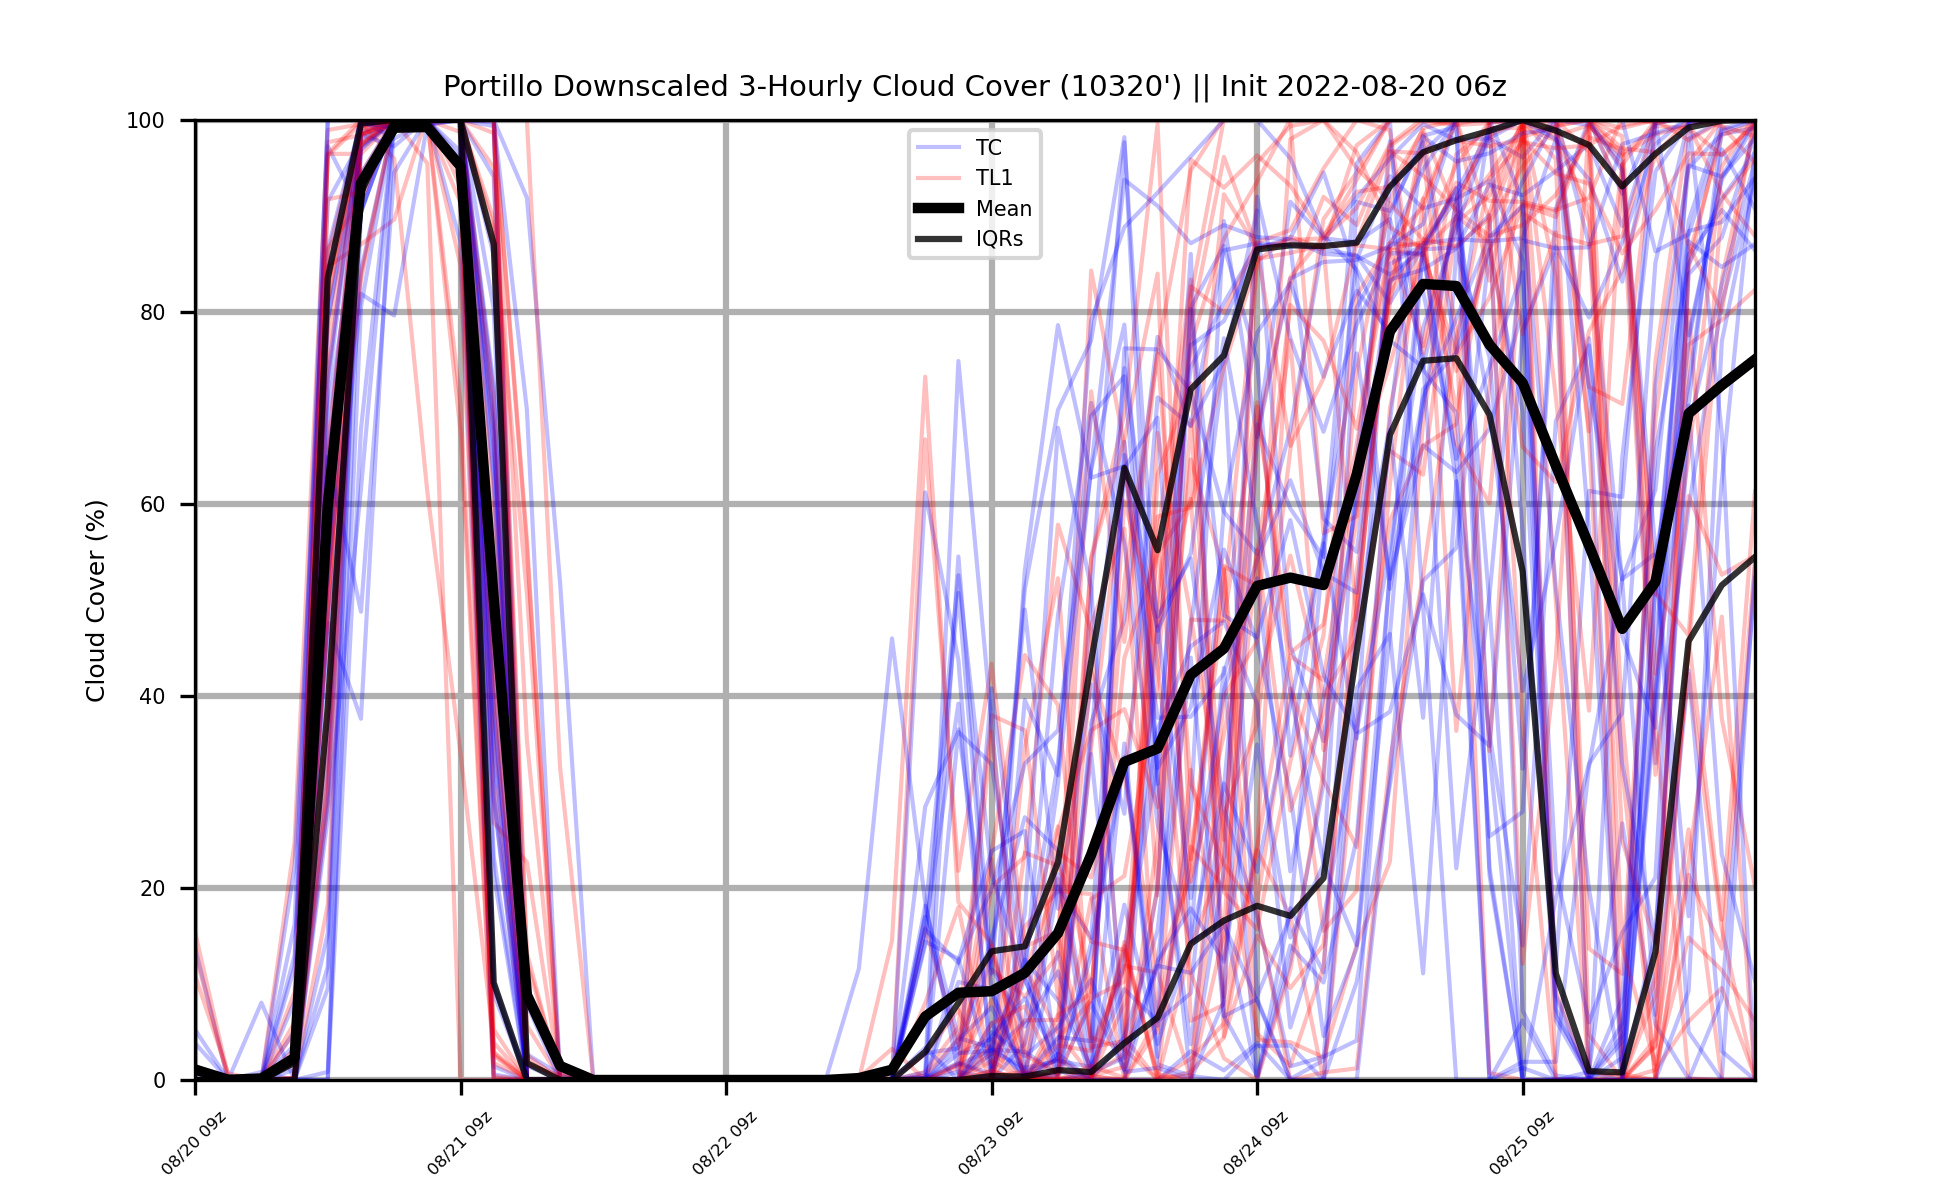 Portillo Downscaled 3-Hourly Cloud Cover (10320') || Init 2022-08-20 06z
TC
TL1
Mean
IQRs
Cloud Cover (%)
100
80
60
40
20
0
08/20 09z
08/21 09z
08/22 09z
08/23 09z
08/24 09z
08/25 09z